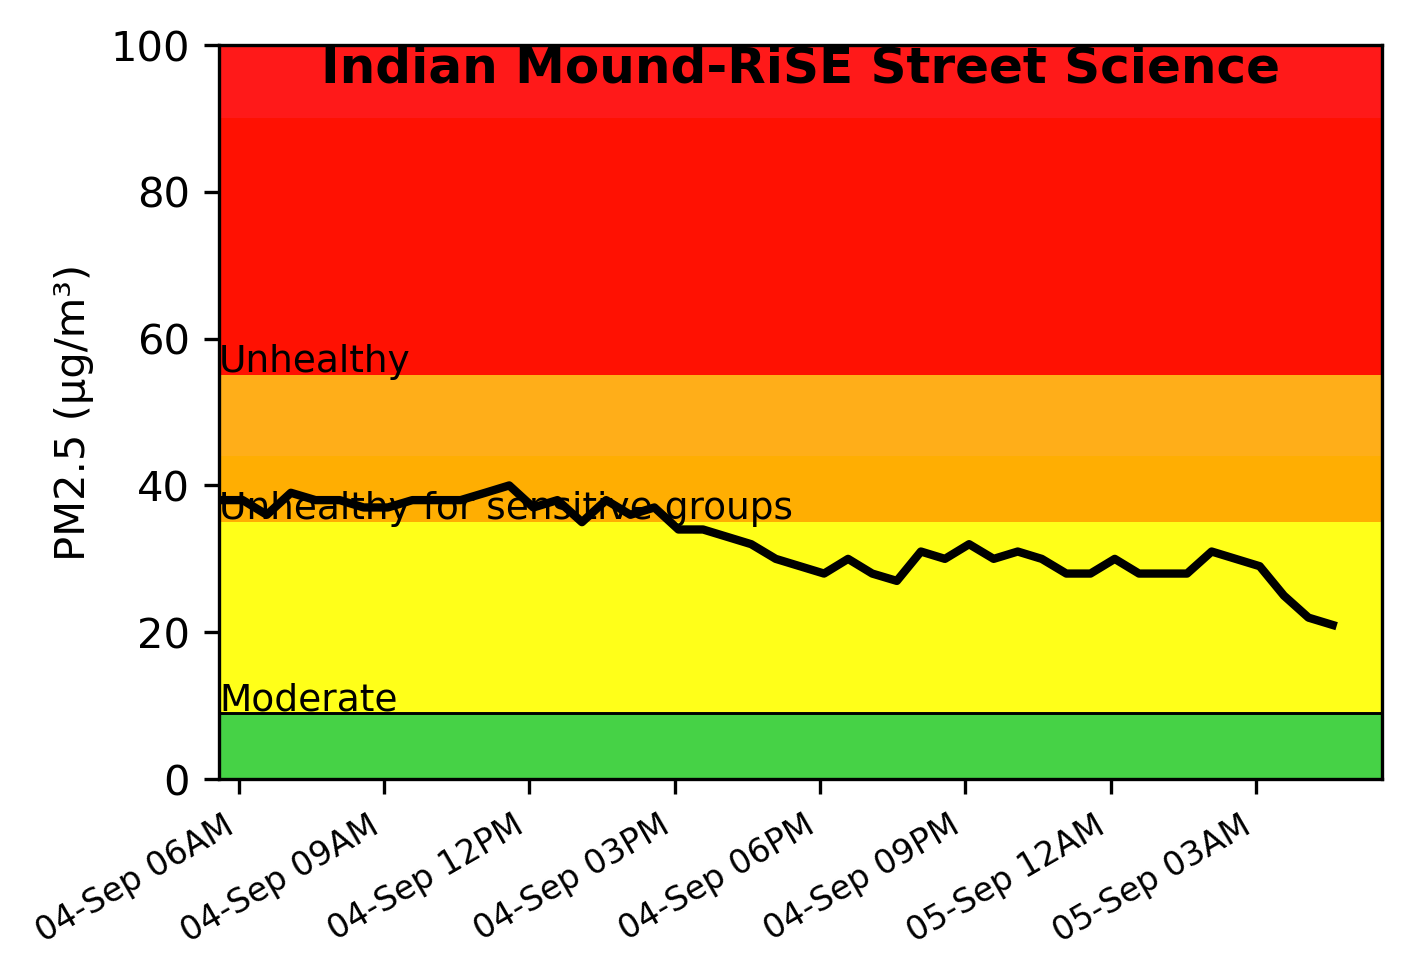 Indian Mound-RiSE Street Science
100
80
60
40
20
0
PM2.5 (µg/m³)
Unhealthy
Unhealthy for sensitive groups
Moderate
04-Sep 06AM
04-Sep 09AM
04-Sep 12PM
04-Sep 03PM
04-Sep 06PM
04-Sep 09PM
05-Sep 12AM
05-Sep 03AM